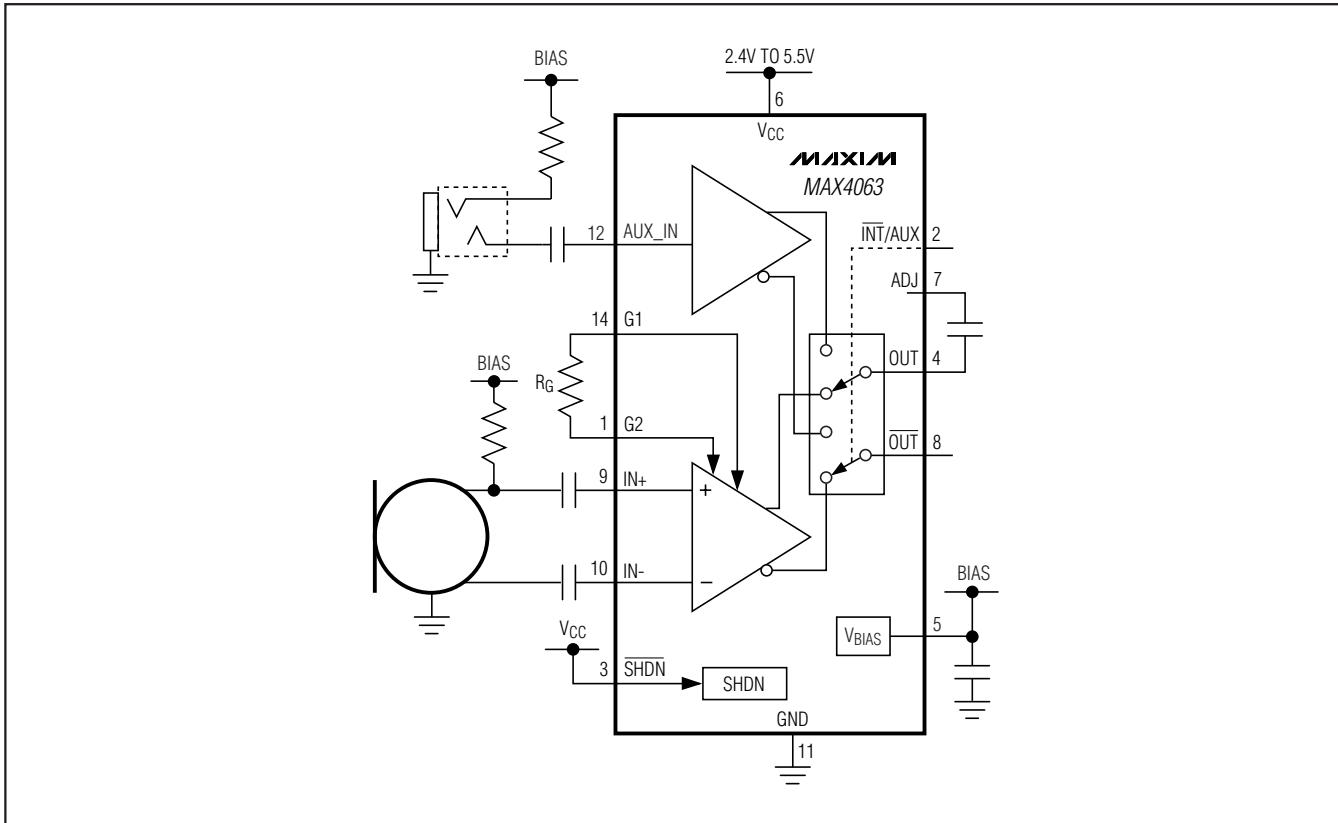 BIAS
2.4V TO 5.5V
6
VCC
MAXIM
MAX4063
12 AUX_IN
INT/AUX 2
ADJ 7
14 G1
OUT 4
BIAS
RG
1 G2
OUT 8
9 IN+
+
10 IN-
−
BIAS
VBIAS 5
VCC
3 SHDN
SHDN
GND
11